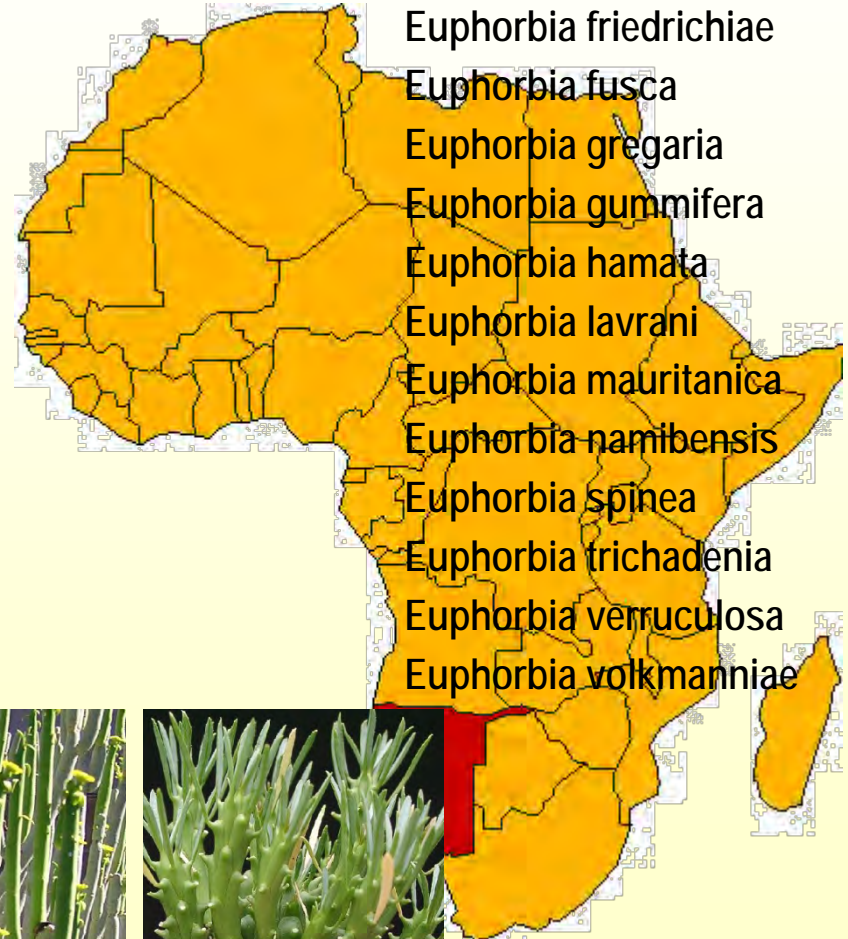 Euphorbia friedrichiae
Euphorbia fusca
Euphorbia gregaria
Euphorbia gummifera
Euphorbia hamata
Euphorbia lavrani
Euphorbia mauritanica
Euphorbia namibensis
Euphorbia spinea
Euphorbia trichadenia
Euphorbia verruculosa
Euphorbia volkmanniae